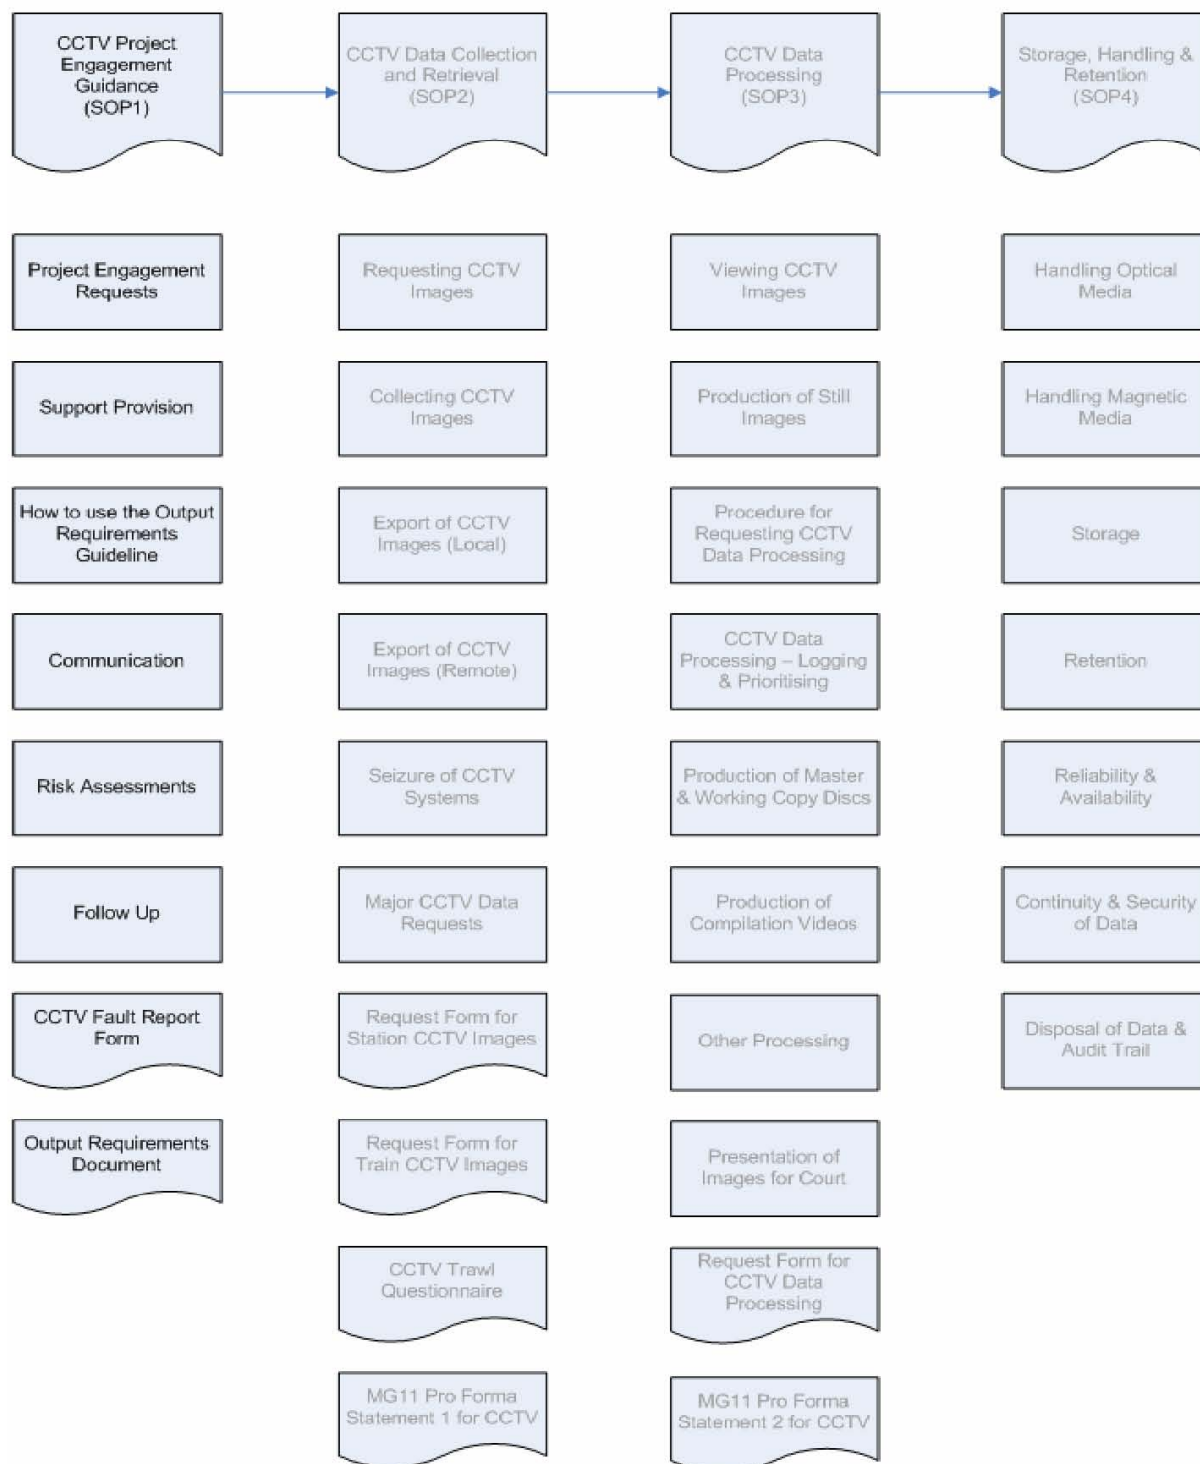 CCTV Project
Engagement
Guidance
(SOP1)
CCTV Data Collection
and Retrieval
(SOP2)
CCTV Data
Processing
(SOP3)
Storage, Handling &
Retention
(SOP4)
Project Engagement
Requests
Requesting CCTV
Images
Viewing CCTV
Images
Handling Optical
Media
Support Provision
Collecting CCTV
Images
Production of Still
Images
Handling Magnetic
Media
How to use the Output
Requirements
Guideline
Export of CCTV
Images (Local)
Procedure for
Requesting CCTV
Data Processing
Storage
Communication
Export of CCTV
Images (Remote)
CCTV Data
Processing – Logging
& Prioritising
Retention
Risk Assessments
Seizure of CCTV
Systems
Production of Master
& Working Copy Discs
Reliability &
Availability
Follow Up
Major CCTV Data
Requests
Production of
Compilation Videos
Continuity & Security
of Data
CCTV Fault Report
Form
Request Form for
Station CCTV Images
Other Processing
Disposal of Data &
Audit Trail
Output Requirements
Document
Request Form for
Train CCTV Images
Presentation of
Images for Court
CCTV Trawl
Questionnaire
Request Form for
CCTV Data
Processing
MG11 Pro Forma
Statement 1 for CCTV
MG11 Pro Forma
Statement 2 for CCTV